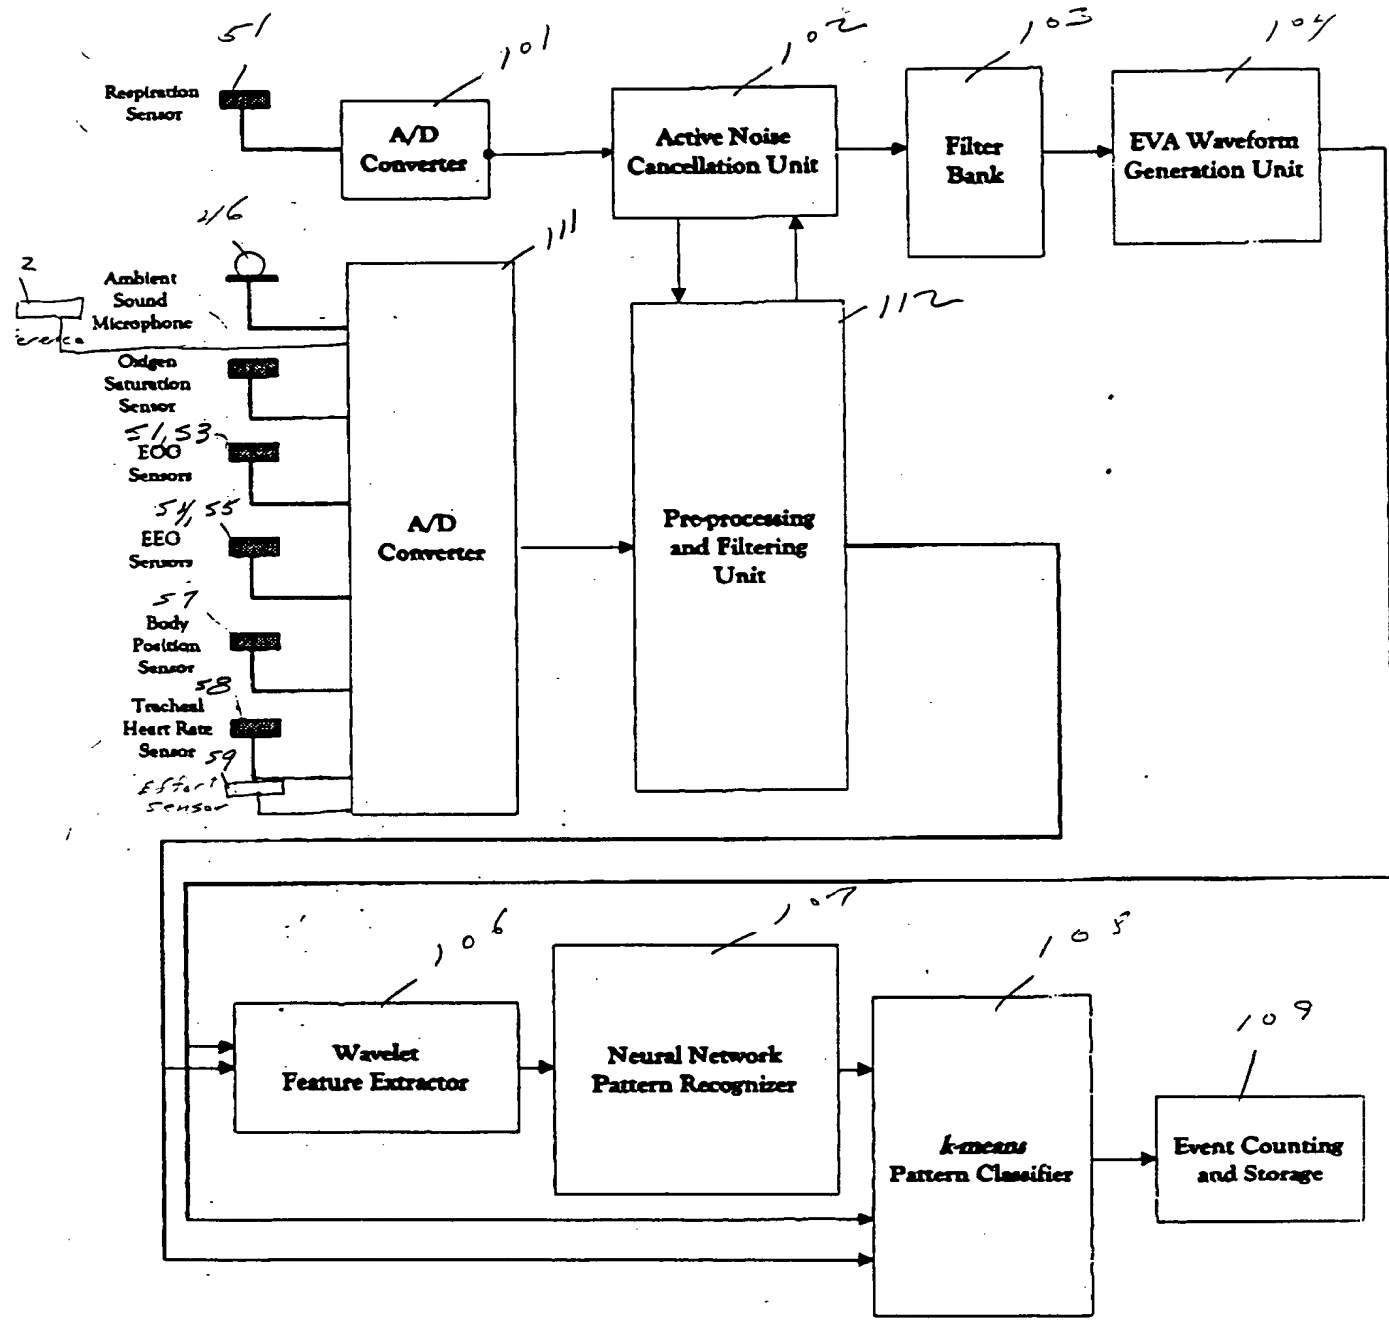 51
101
102
103
104
Respiration
Sensor
A/D
Converter
Active Noise
Cancellation Unit
Filter
Bank
EVA Waveform
Generation Unit
216
111
112
2
Ambient
Sound
Microphone
Oxigen
Saturation
Sensor
51, 53
EOG
Sensors
54, 55
EEG
Sensors
57
Body
Position
Sensor
58
Tracheal
Heart Rate
Sensor
59
Effort
Sensor
A/D
Converter
Pre-processing
and Filtering
Unit
106
107
108
109
Wavelet
Feature Extractor
Neural Network
Pattern Recognizer
k-means
Pattern Classifier
Event Counting
and Storage